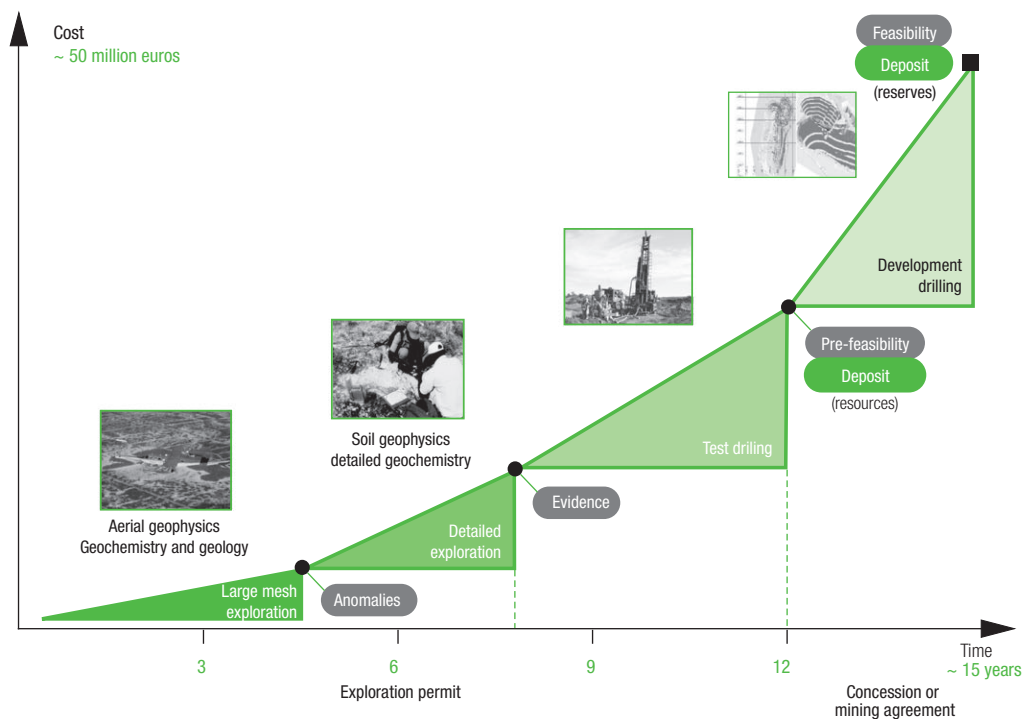 Cost
~ 50 million euros
Feasibility
Deposit
(reserves)
Development
drilling
Pre-feasibility
Deposit
(resources)
Test driling
Soil geophysics
detailed geochemistry
Evidence
Aerial geophysics
Geochemistry and geology
Detailed
exploration
Large mesh
exploration
Anomalies
3
6
9
12
Time
~ 15 years
Exploration permit
Concession or
mining agreement